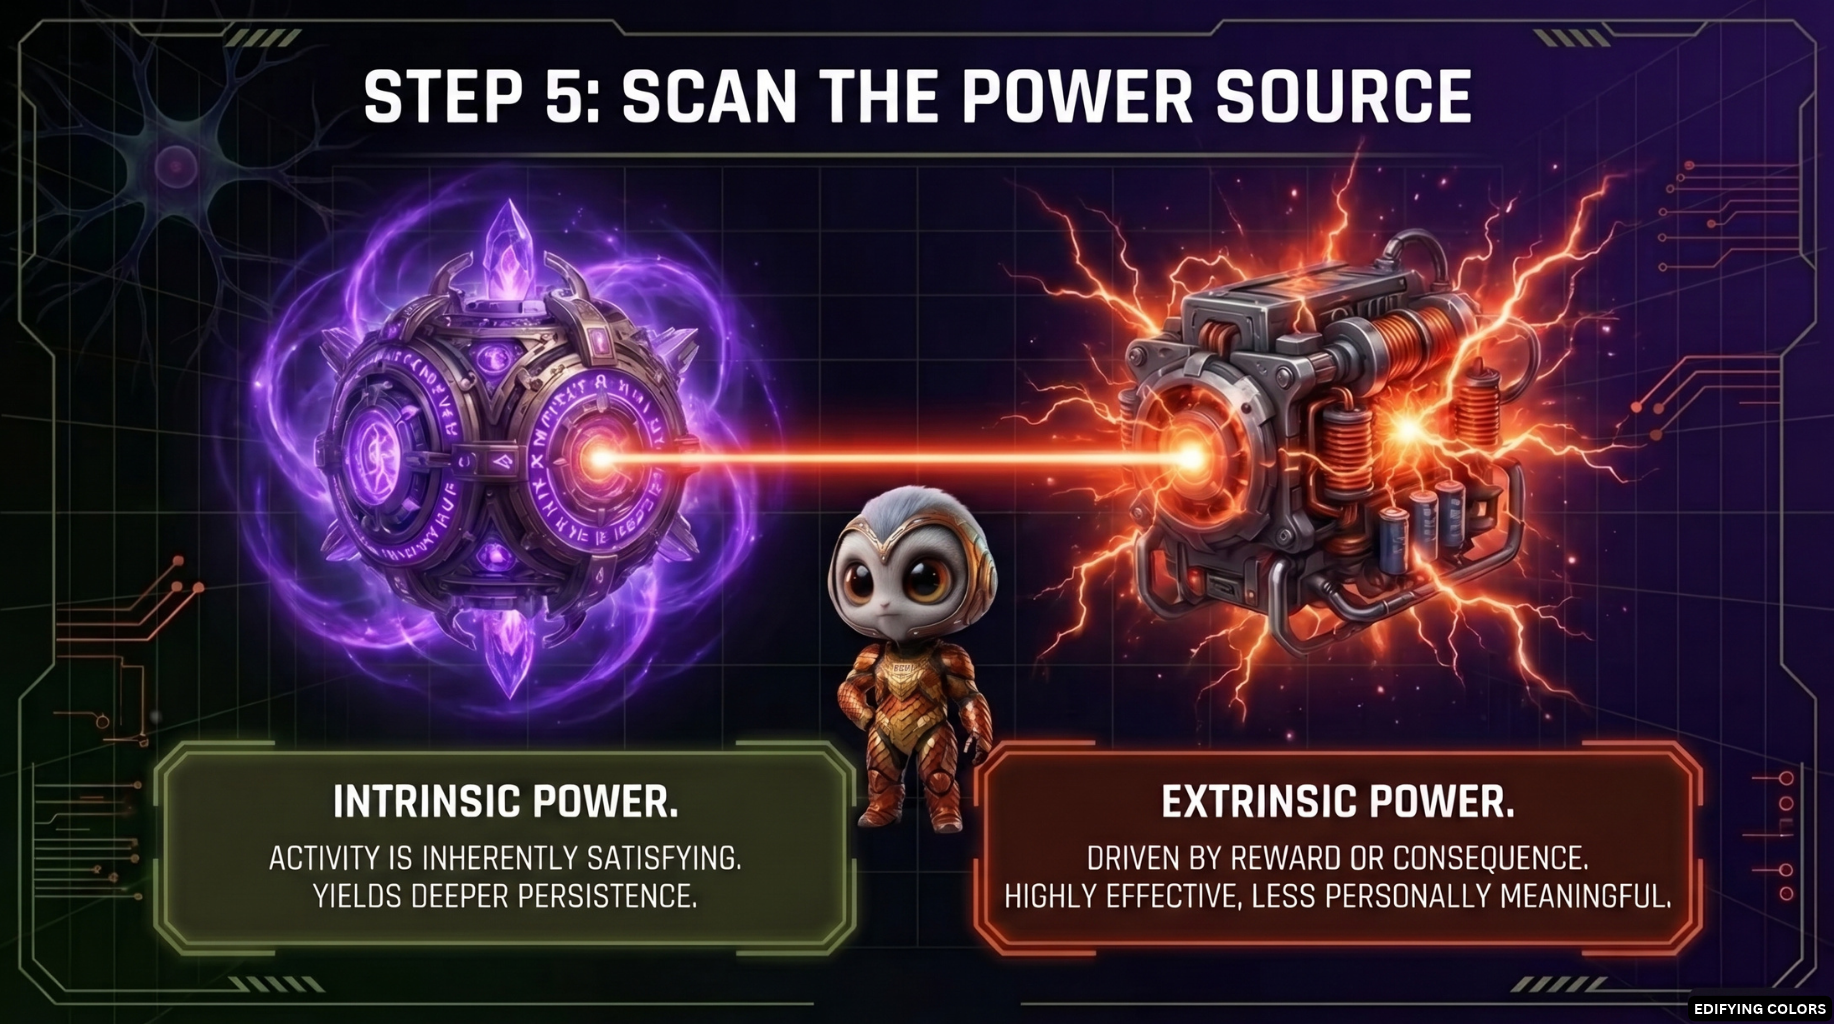 STEP 5: SCAN THE POWER SOURCE
INTRINSIC POWER.
ACTIVITY IS INHERENTLY SATISFYING.
YIELDS DEEPER PERSISTENCE.
EXTRINSIC POWER.
DRIVEN BY REWARD OR CONSEQUENCE.
HIGHLY EFFECTIVE, LESS PERSONALLY MEANINGFUL.
EDIFYING COLORS